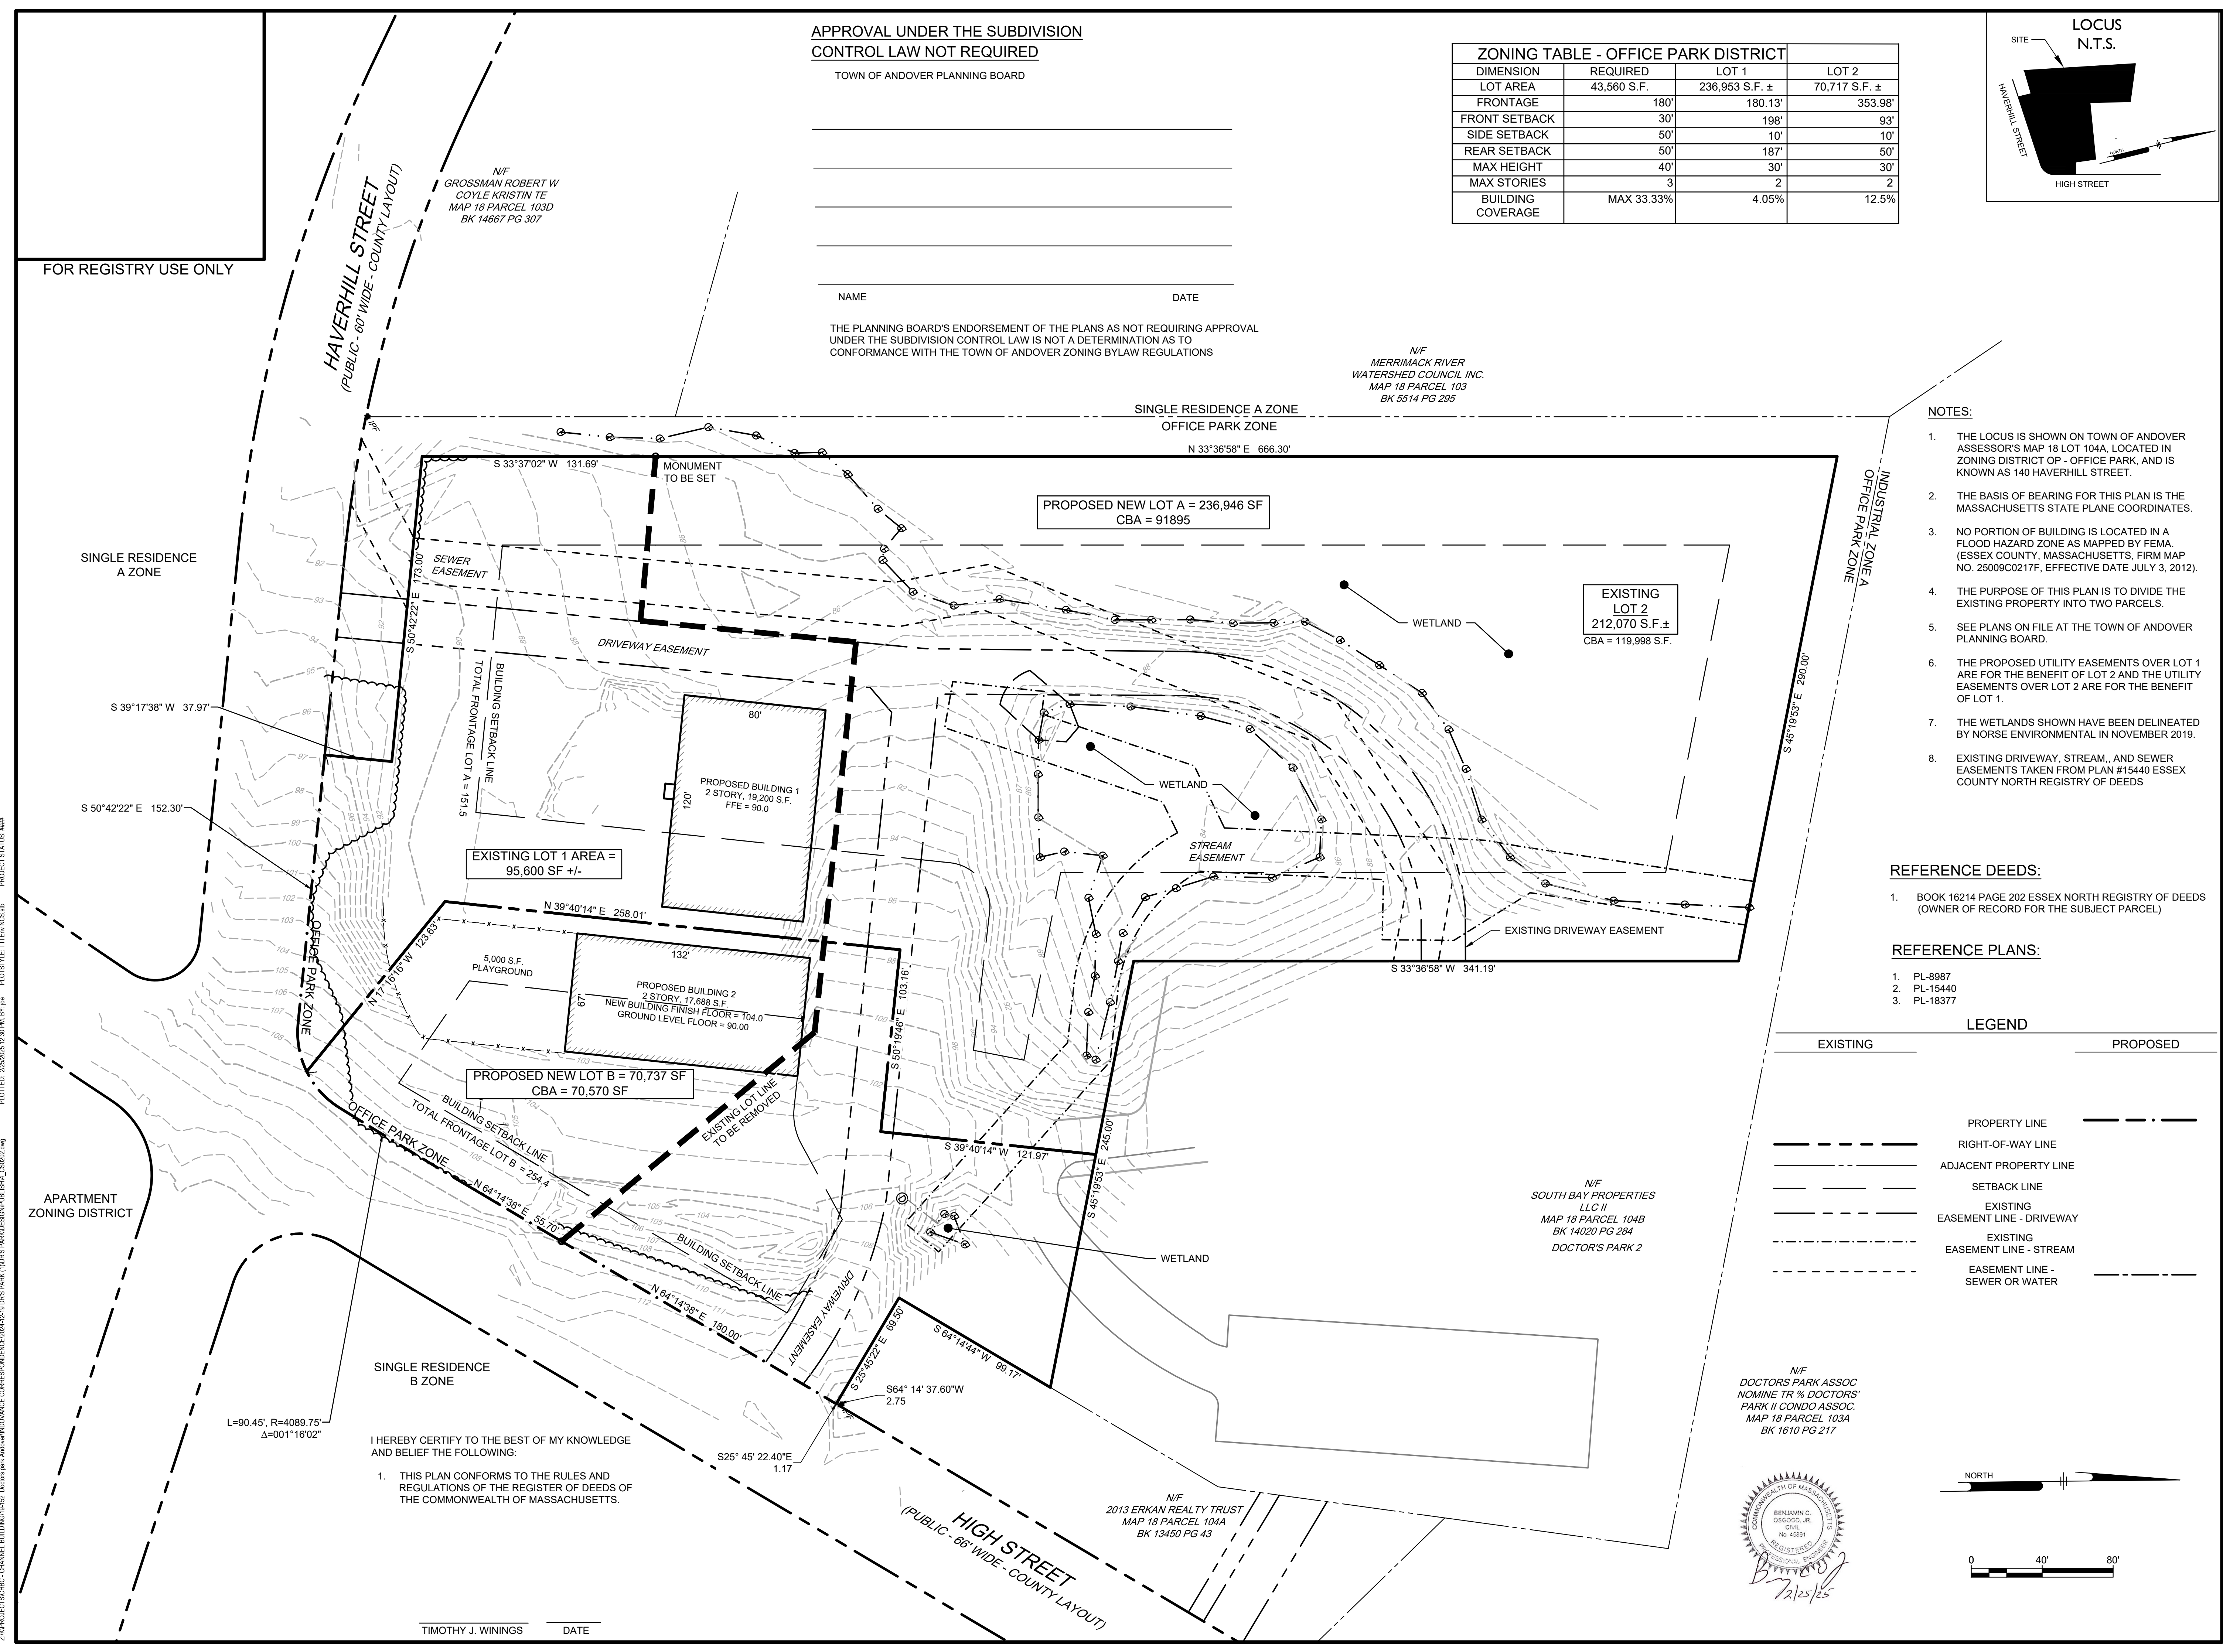 APPROVAL UNDER THE SUBDIVISION
CONTROL LAW NOT REQUIRED
TOWN OF ANDOVER PLANNING BOARD
NAME DATE
THE PLANNING BOARD'S ENDORSEMENT OF THE PLANS AS NOT REQUIRING APPROVAL
UNDER THE SUBDIVISION CONTROL LAW IS NOT A DETERMINATION AS TO
CONFORMANCE WITH THE TOWN OF ANDOVER ZONING BYLAW REGULATIONS
ZONING TABLE - OFFICE PARK DISTRICT
DIMENSION REQUIRED LOT 1 LOT 2
LOT AREA 43,560 S.F. 236,953 S.F. ± 70,717 S.F. ±
FRONTAGE 180' 180.13' 353.98'
FRONT SETBACK 30' 198' 93'
SIDE SETBACK 50' 10' 10'
REAR SETBACK 50' 187' 50'
MAX HEIGHT 40' 30' 30'
MAX STORIES 3 2 2
BUILDING
COVERAGE MAX 33.33% 4.05% 12.5%
LOCUS
N.T.S.
SITE
HAVERHILL STREET
NORTH
HIGH STREET
FOR REGISTRY USE ONLY
HAVERHILL STREET
(PUBLIC - 60' WIDE - COUNTY LAYOUT)
N/F
GROSSMAN ROBERT W
COYLE KRISTIN TE
MAP 18 PARCEL 103D
BK 14667 PG 307
N/F
MERRIMACK RIVER
WATERSHED COUNCIL INC.
MAP 18 PARCEL 103
BK 5514 PG 295
SINGLE RESIDENCE A ZONE
OFFICE PARK ZONE
N 33°36'58" E 666.30'
IPF
S 33°37'02" W 131.69'
MONUMENT
TO BE SET
PROPOSED NEW LOT A = 236,946 SF
CBA = 91895
INDUSTRIAL ZONE A
OFFICE PARK ZONE
SINGLE RESIDENCE
A ZONE
S 50°42'22" E 173.00'
SEWER
EASEMENT
DRIVEWAY EASEMENT
BUILDING SETBACK LINE
TOTAL FRONTAGE LOT A = 151.5
WETLAND
EXISTING
LOT 2
212,070 S.F.±
CBA = 119,998 S.F.
S 45°19'53" E 290.00'
S 39°17'38" W 37.97'
S 50°42'22" E 152.30'
80'
120'
PROPOSED BUILDING 1
2 STORY, 19,200 S.F.
FFE = 90.0
WETLAND
STREAM
EASEMENT
EXISTING LOT 1 AREA =
95,600 SF +/-
N 39°40'14" E 258.01'
EXISTING DRIVEWAY EASEMENT
S 33°36'58" W 341.19'
OFFICE PARK ZONE
N 17°16'16" W 123.63'
5,000 S.F.
PLAYGROUND
132'
67'
PROPOSED BUILDING 2
2 STORY, 17,688 S.F.
NEW BUILDING FINISH FLOOR = 104.0
GROUND LEVEL FLOOR = 90.00
S 50°19'46" E 103.16'
PROPOSED NEW LOT B = 70,737 SF
CBA = 70,570 SF
EXISTING LOT LINE
TO BE REMOVED
OFFICE PARK ZONE
BUILDING SETBACK LINE
TOTAL FRONTAGE LOT B = 254.4
N 64°14'38" E 55.70'
S 39°40'14" W 121.97'
S 45°19'53" E 245.00'
BUILDING SETBACK LINE
N 64°14'38" E 180.00'
DRIVEWAY EASEMENT
WETLAND
S 25°45'22" E 69.50'
S 64°14'44" W 99.17'
S64° 14' 37.60"W
2.75
S25° 45' 22.40"E
1.17
APARTMENT
ZONING DISTRICT
SINGLE RESIDENCE
B ZONE
L=90.45', R=4089.75'
Δ=001°16'02"
I HEREBY CERTIFY TO THE BEST OF MY KNOWLEDGE
AND BELIEF THE FOLLOWING:
1. THIS PLAN CONFORMS TO THE RULES AND
REGULATIONS OF THE REGISTER OF DEEDS OF
THE COMMONWEALTH OF MASSACHUSETTS.
TIMOTHY J. WININGS DATE
HIGH STREET
(PUBLIC - 66' WIDE - COUNTY LAYOUT)
N/F
2013 ERKAN REALTY TRUST
MAP 18 PARCEL 104A
BK 13450 PG 43
N/F
SOUTH BAY PROPERTIES
LLC II
MAP 18 PARCEL 104B
BK 14020 PG 284
DOCTOR'S PARK 2
N/F
DOCTORS PARK ASSOC
NOMINE TR % DOCTORS'
PARK II CONDO ASSOC.
MAP 18 PARCEL 103A
BK 1610 PG 217
NOTES:
1. THE LOCUS IS SHOWN ON TOWN OF ANDOVER
ASSESSOR'S MAP 18 LOT 104A, LOCATED IN
ZONING DISTRICT OP - OFFICE PARK, AND IS
KNOWN AS 140 HAVERHILL STREET.
2. THE BASIS OF BEARING FOR THIS PLAN IS THE
MASSACHUSETTS STATE PLANE COORDINATES.
3. NO PORTION OF BUILDING IS LOCATED IN A
FLOOD HAZARD ZONE AS MAPPED BY FEMA.
(ESSEX COUNTY, MASSACHUSETTS, FIRM MAP
NO. 25009C0217F, EFFECTIVE DATE JULY 3, 2012).
4. THE PURPOSE OF THIS PLAN IS TO DIVIDE THE
EXISTING PROPERTY INTO TWO PARCELS.
5. SEE PLANS ON FILE AT THE TOWN OF ANDOVER
PLANNING BOARD.
6. THE PROPOSED UTILITY EASEMENTS OVER LOT 1
ARE FOR THE BENEFIT OF LOT 2 AND THE UTILITY
EASEMENTS OVER LOT 2 ARE FOR THE BENEFIT
OF LOT 1.
7. THE WETLANDS SHOWN HAVE BEEN DELINEATED
BY NORSE ENVIRONMENTAL IN NOVEMBER 2019.
8. EXISTING DRIVEWAY, STREAM,, AND SEWER
EASEMENTS TAKEN FROM PLAN #15440 ESSEX
COUNTY NORTH REGISTRY OF DEEDS
REFERENCE DEEDS:
1. BOOK 16214 PAGE 202 ESSEX NORTH REGISTRY OF DEEDS
(OWNER OF RECORD FOR THE SUBJECT PARCEL)
REFERENCE PLANS:
1. PL-8987
2. PL-15440
3. PL-18377
LEGEND
EXISTING PROPOSED
PROPERTY LINE
RIGHT-OF-WAY LINE
ADJACENT PROPERTY LINE
SETBACK LINE
EXISTING
EASEMENT LINE - DRIVEWAY
EXISTING
EASEMENT LINE - STREAM
EASEMENT LINE -
SEWER OR WATER
COMMONWEALTH OF MASSACHUSETTS
BENJAMIN C.
OSGOOD, JR.
CIVIL
No. 45891
REGISTERED
PROFESSIONAL ENGINEER
2/25/25
NORTH
0 40' 80'